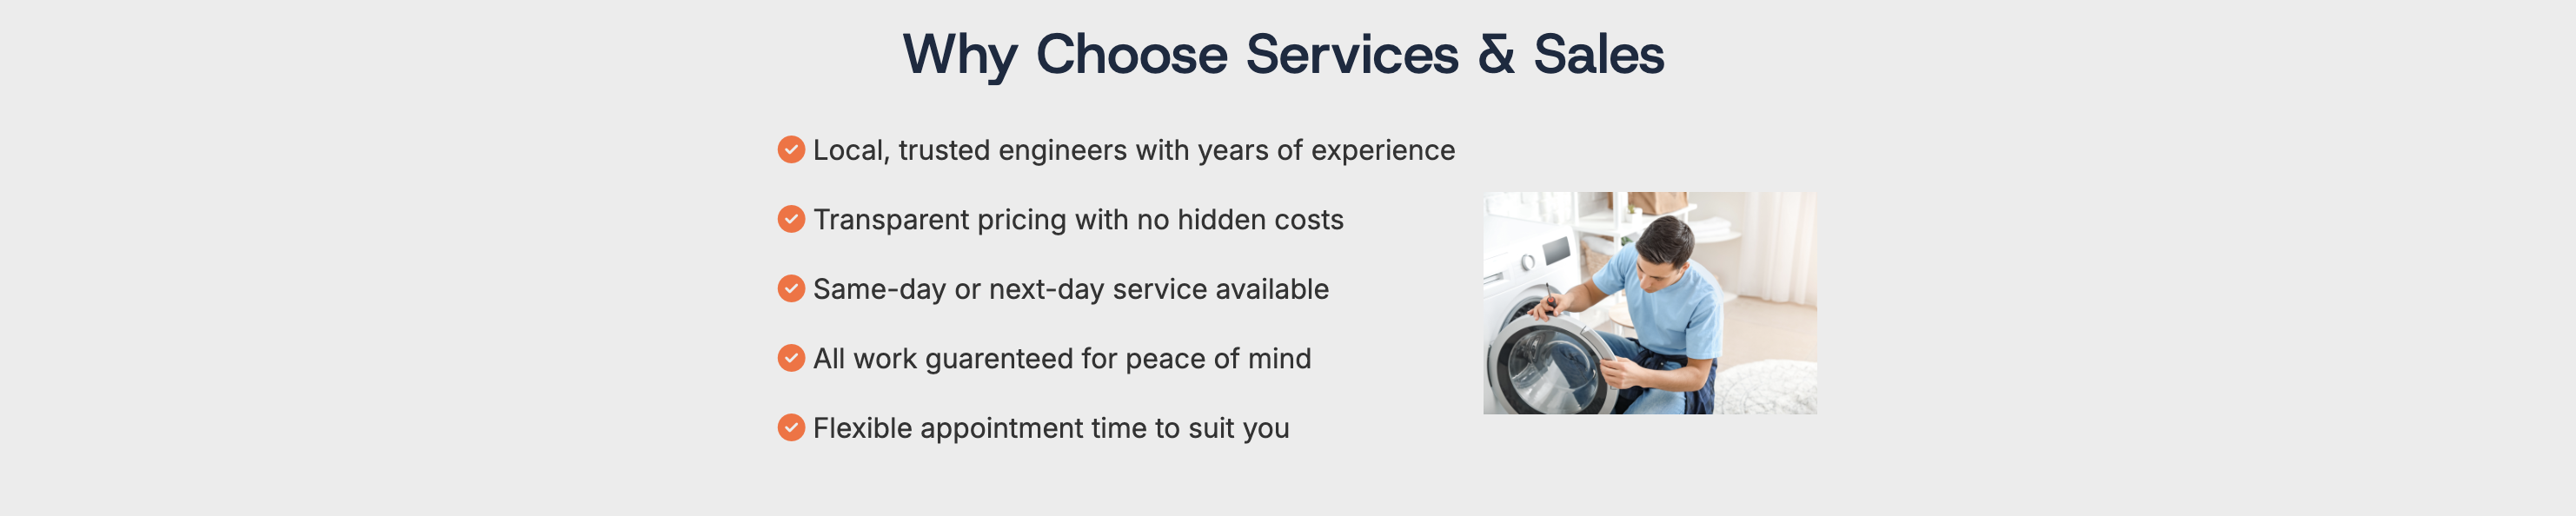 Why Choose Services & Sales
Local, trusted engineers with years of experience
Transparent pricing with no hidden costs
Same-day or next-day service available
All work guarenteed for peace of mind
Flexible appointment time to suit you